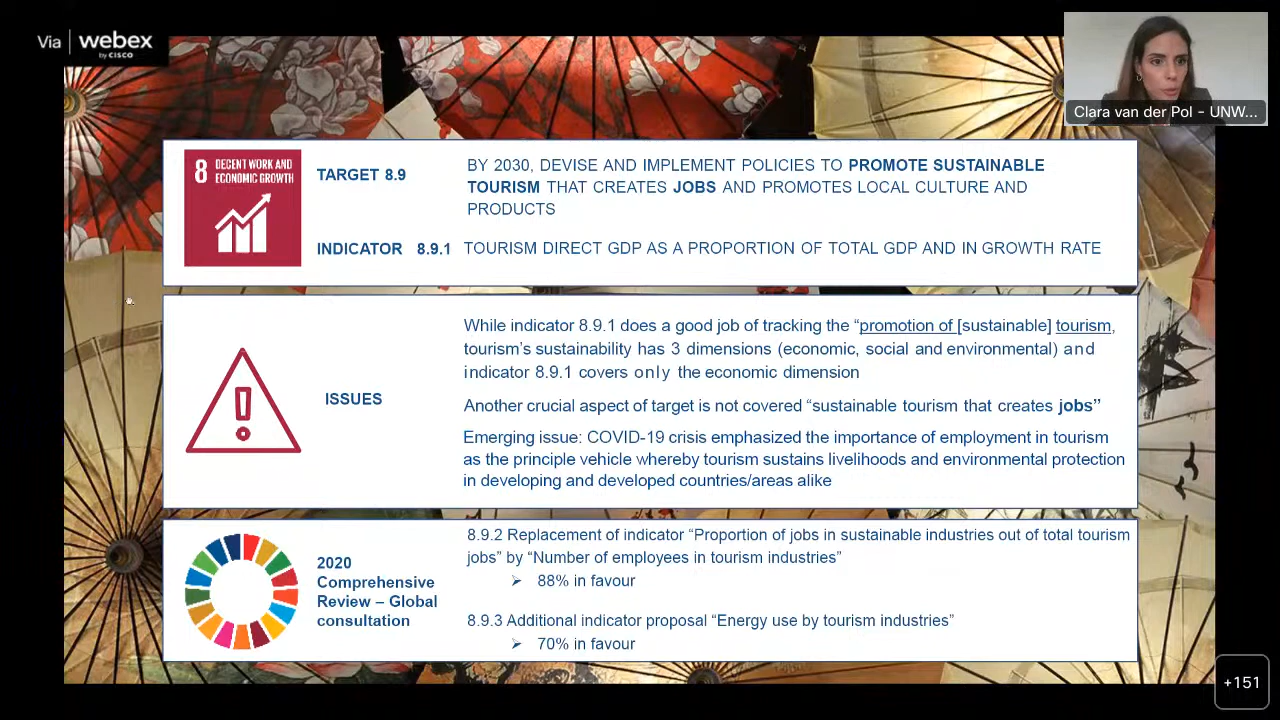 Via webex
by CISCO
Clara van der Pol - UNW...
8 DECENT WORK AND
ECONOMIC GROWTH
TARGET 8.9
BY 2030, DEVISE AND IMPLEMENT POLICIES TO PROMOTE SUSTAINABLE
TOURISM THAT CREATES JOBS AND PROMOTES LOCAL CULTURE AND
PRODUCTS
INDICATOR 8.9.1 TOURISM DIRECT GDP AS A PROPORTION OF TOTAL GDP AND IN GROWTH RATE
ISSUES
While indicator 8.9.1 does a good job of tracking the “promotion of [sustainable] tourism,
tourism’s sustainability has 3 dimensions (economic, social and environmental) and
indicator 8.9.1 covers only the economic dimension
Another crucial aspect of target is not covered “sustainable tourism that creates jobs”
Emerging issue: COVID-19 crisis emphasized the importance of employment in tourism
as the principle vehicle whereby tourism sustains livelihoods and environmental protection
in developing and developed countries/areas alike
2020
Comprehensive
Review – Global
consultation
8.9.2 Replacement of indicator “Proportion of jobs in sustainable industries out of total tourism
jobs” by “Number of employees in tourism industries”
➢ 88% in favour
8.9.3 Additional indicator proposal “Energy use by tourism industries”
➢ 70% in favour
+151